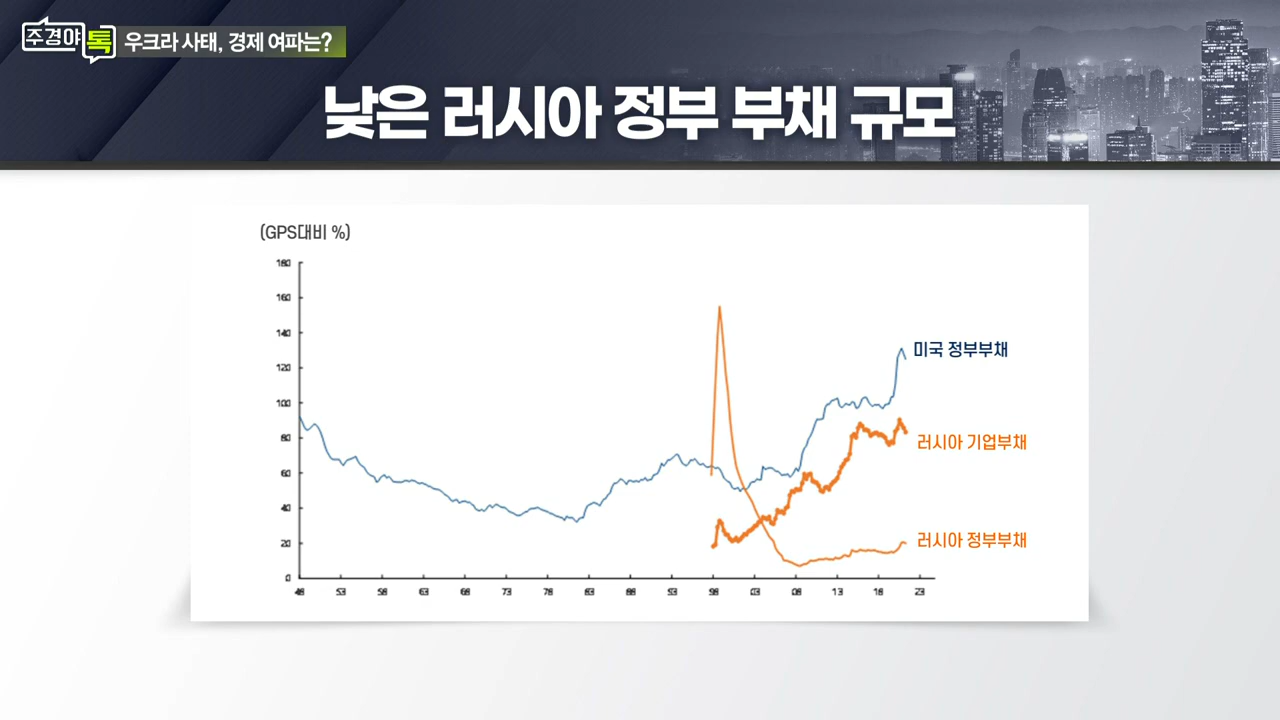 주경야톡 우크라 사태, 경제 여파는?
낮은 러시아 정부 부채 규모
(GPS대비 %)
180
160
140
120
100
80
60
40
20
0
미국 정부부채
러시아 기업부채
러시아 정부부채
48 53 58 63 68 73 78 83 88 93 98 03 08 13 18 23